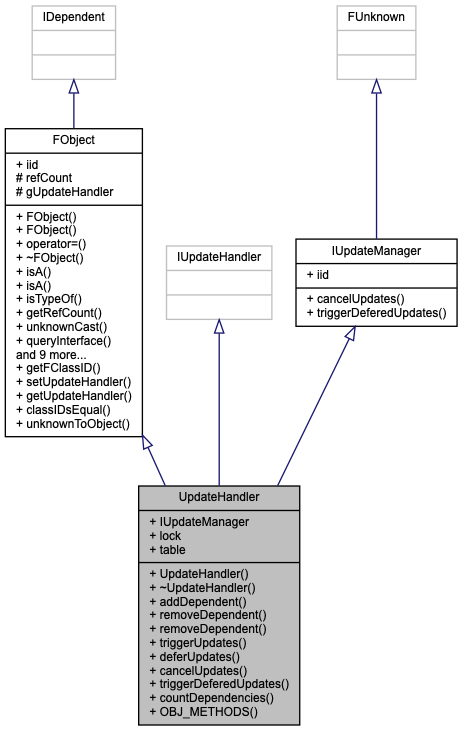 IDependent
FUnknown
FObject
+ iid
# refCount
# gUpdateHandler
+ FObject()
+ FObject()
+ operator=()
+ ~FObject()
+ isA()
+ isA()
+ isTypeOf()
+ getRefCount()
+ unknownCast()
+ queryInterface()
and 9 more...
+ getFClassID()
+ setUpdateHandler()
+ getUpdateHandler()
+ classIDsEqual()
+ unknownToObject()
IUpdateHandler
IUpdateManager
+ iid
+ cancelUpdates()
+ triggerDeferedUpdates()
UpdateHandler
+ IUpdateManager
+ lock
+ table
+ UpdateHandler()
+ ~UpdateHandler()
+ addDependent()
+ removeDependent()
+ removeDependent()
+ triggerUpdates()
+ deferUpdates()
+ cancelUpdates()
+ triggerDeferedUpdates()
+ countDependencies()
+ OBJ_METHODS()